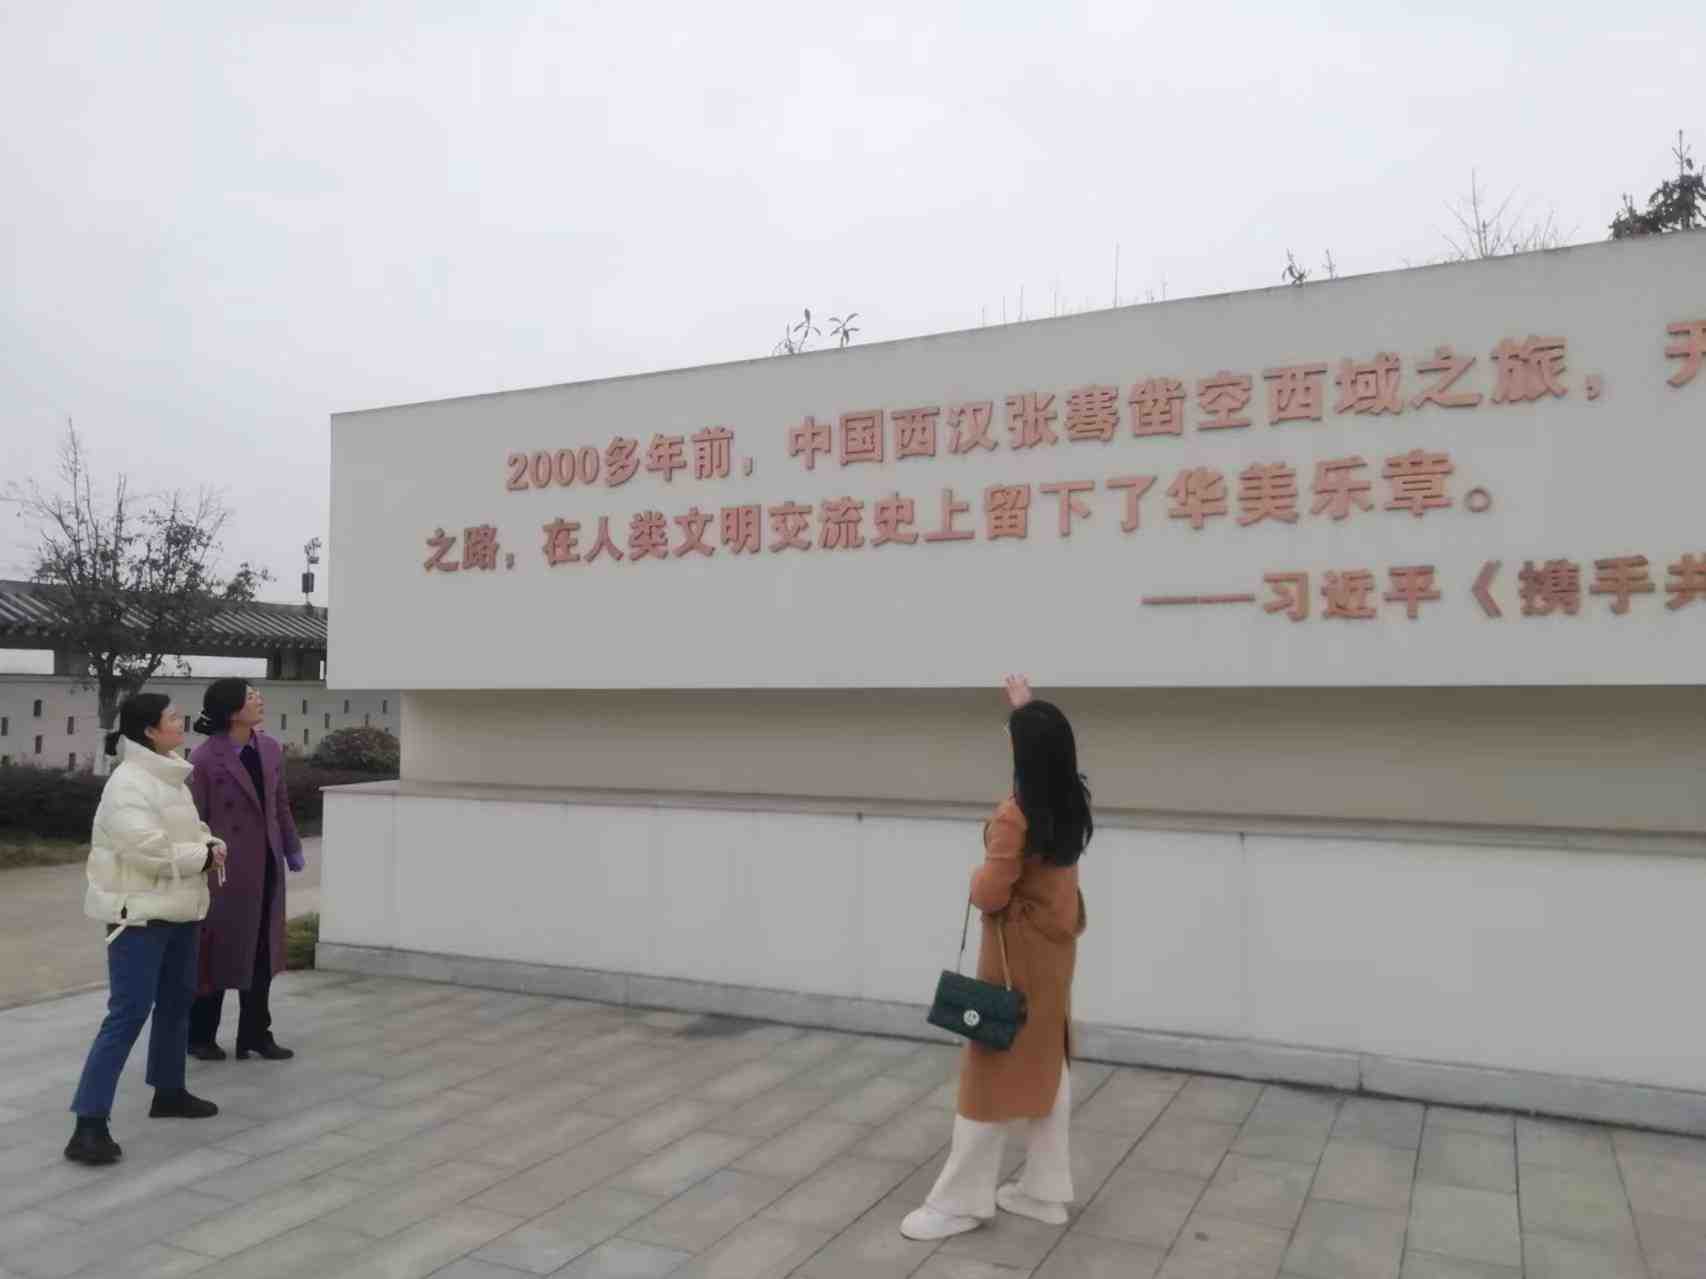 2000多年前，中国西汉张骞凿空西域之旅，开
之路，在人类文明交流史上留下了华美乐章。
——习近平《携手共